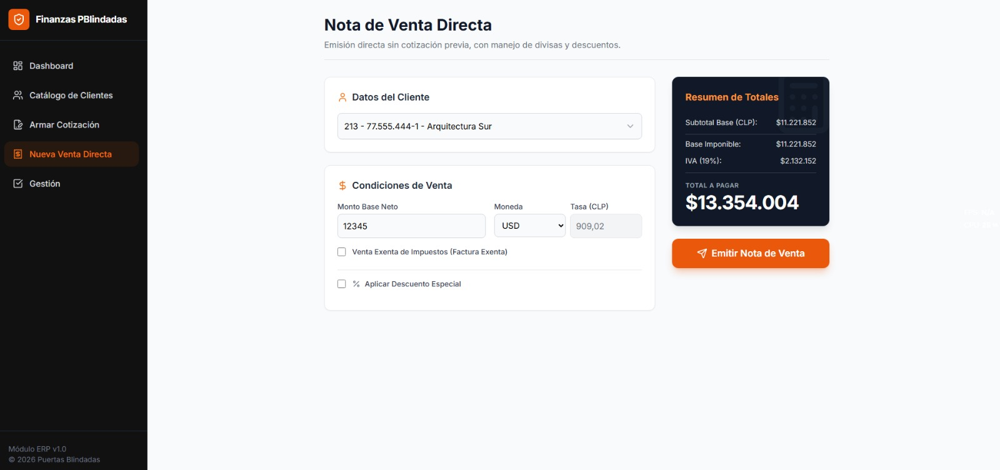 Finanzas PBlindadas
Dashboard
Catálogo de Clientes
Armar Cotización
Nueva Venta Directa
Gestión
Módulo ERP v1.0
© 2026 Puertas Blindadas
Nota de Venta Directa
Emisión directa sin cotización previa, con manejo de divisas y descuentos.
Datos del Cliente
213 - 77.555.444-1 - Arquitectura Sur
Condiciones de Venta
Monto Base Neto Moneda Tasa (CLP)
12345 USD 909,02
Venta Exenta de Impuestos (Factura Exenta)
Aplicar Descuento Especial
Resumen de Totales
Subtotal Base (CLP): $11.221.852
Base Imponible: $11.221.852
IVA (19%): $2.132.152
TOTAL A PAGAR
$13.354.004
Emitir Nota de Venta